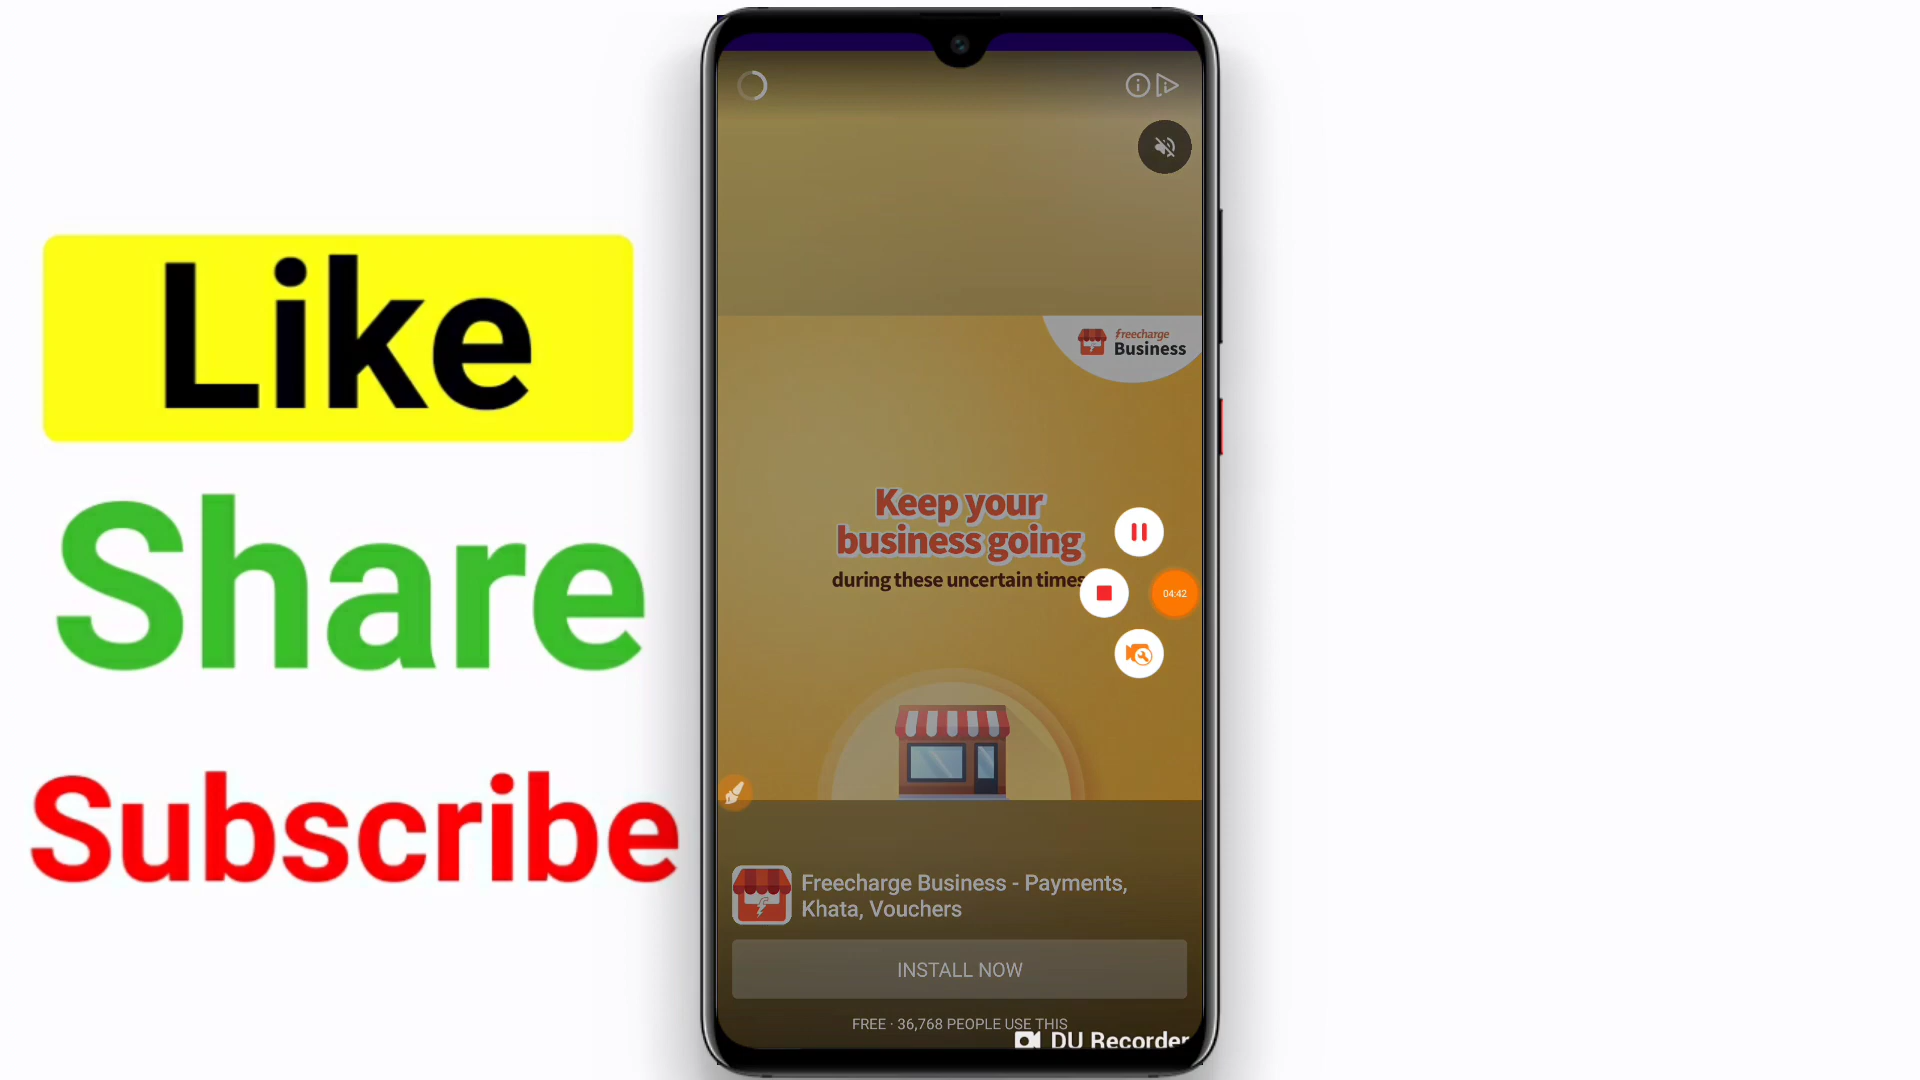 Like
Share
Subscribe
freecharge
Business
Keep your
business going
during these uncertain times
04:42
Freecharge Business - Payments,
Khata, Vouchers
INSTALL NOW
FREE · 36,768 PEOPLE USE THIS
DU Recorder